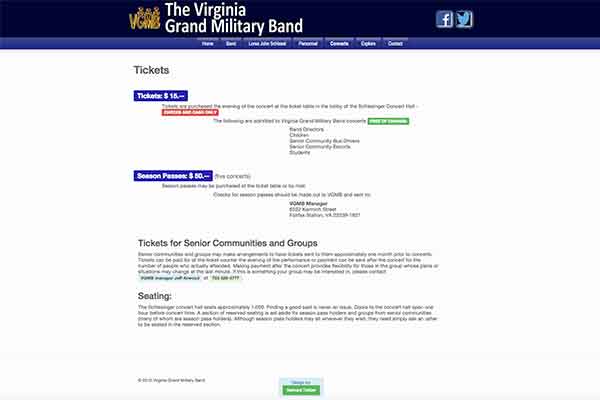 VGMB
The Virginia
Grand Military Band
Home Band Loras John Schissel Personnel Concerts Explore Contact
Tickets
Tickets: $ 15.—
Tickets are purchased the evening of the concert at the ticket table in the lobby of the Schlesinger Concert Hall -
CHECKS AND CASH ONLY
The following are admitted to Virginia Grand Military Band concerts FREE OF CHARGE:
Band Directors
Children
Senior Community Bus Drivers
Senior Community Escorts
Students
Season Passes: $ 50.— (five concerts)
Season passes may be purchased at the ticket table or by mail.
Checks for season passes should be made out to VGMB and sent to:
VGMB Manager
Street
Fairfax Station, VA 22039-1821
Tickets for Senior Communities and Groups
Senior communities and groups may make arrangements to have tickets sent to them approximately one month prior to concerts.
Tickets can be paid for at the ticket counter the evening of the performance or payment can be sent after the concert for the
number of people who actually attended. Making payment after the concert provides flexibility for those in the group whose plans or
situations may change at the last minute. If this is something your group may be interested in, please contact
VGMB manager Jeff at
Seating:
The Schlesinger concert hall seats approximately Finding a good seat is never an issue. Doors to the concert hall open one
hour before concert time. A section of reserved seating is set aside for season pass holders and groups from senior communities
(many of whom are season pass holders). Although season pass holders may sit wherever they wish, they need simply ask an usher
to be seated in the reserved section.
Virginia Grand Military Band
Design by